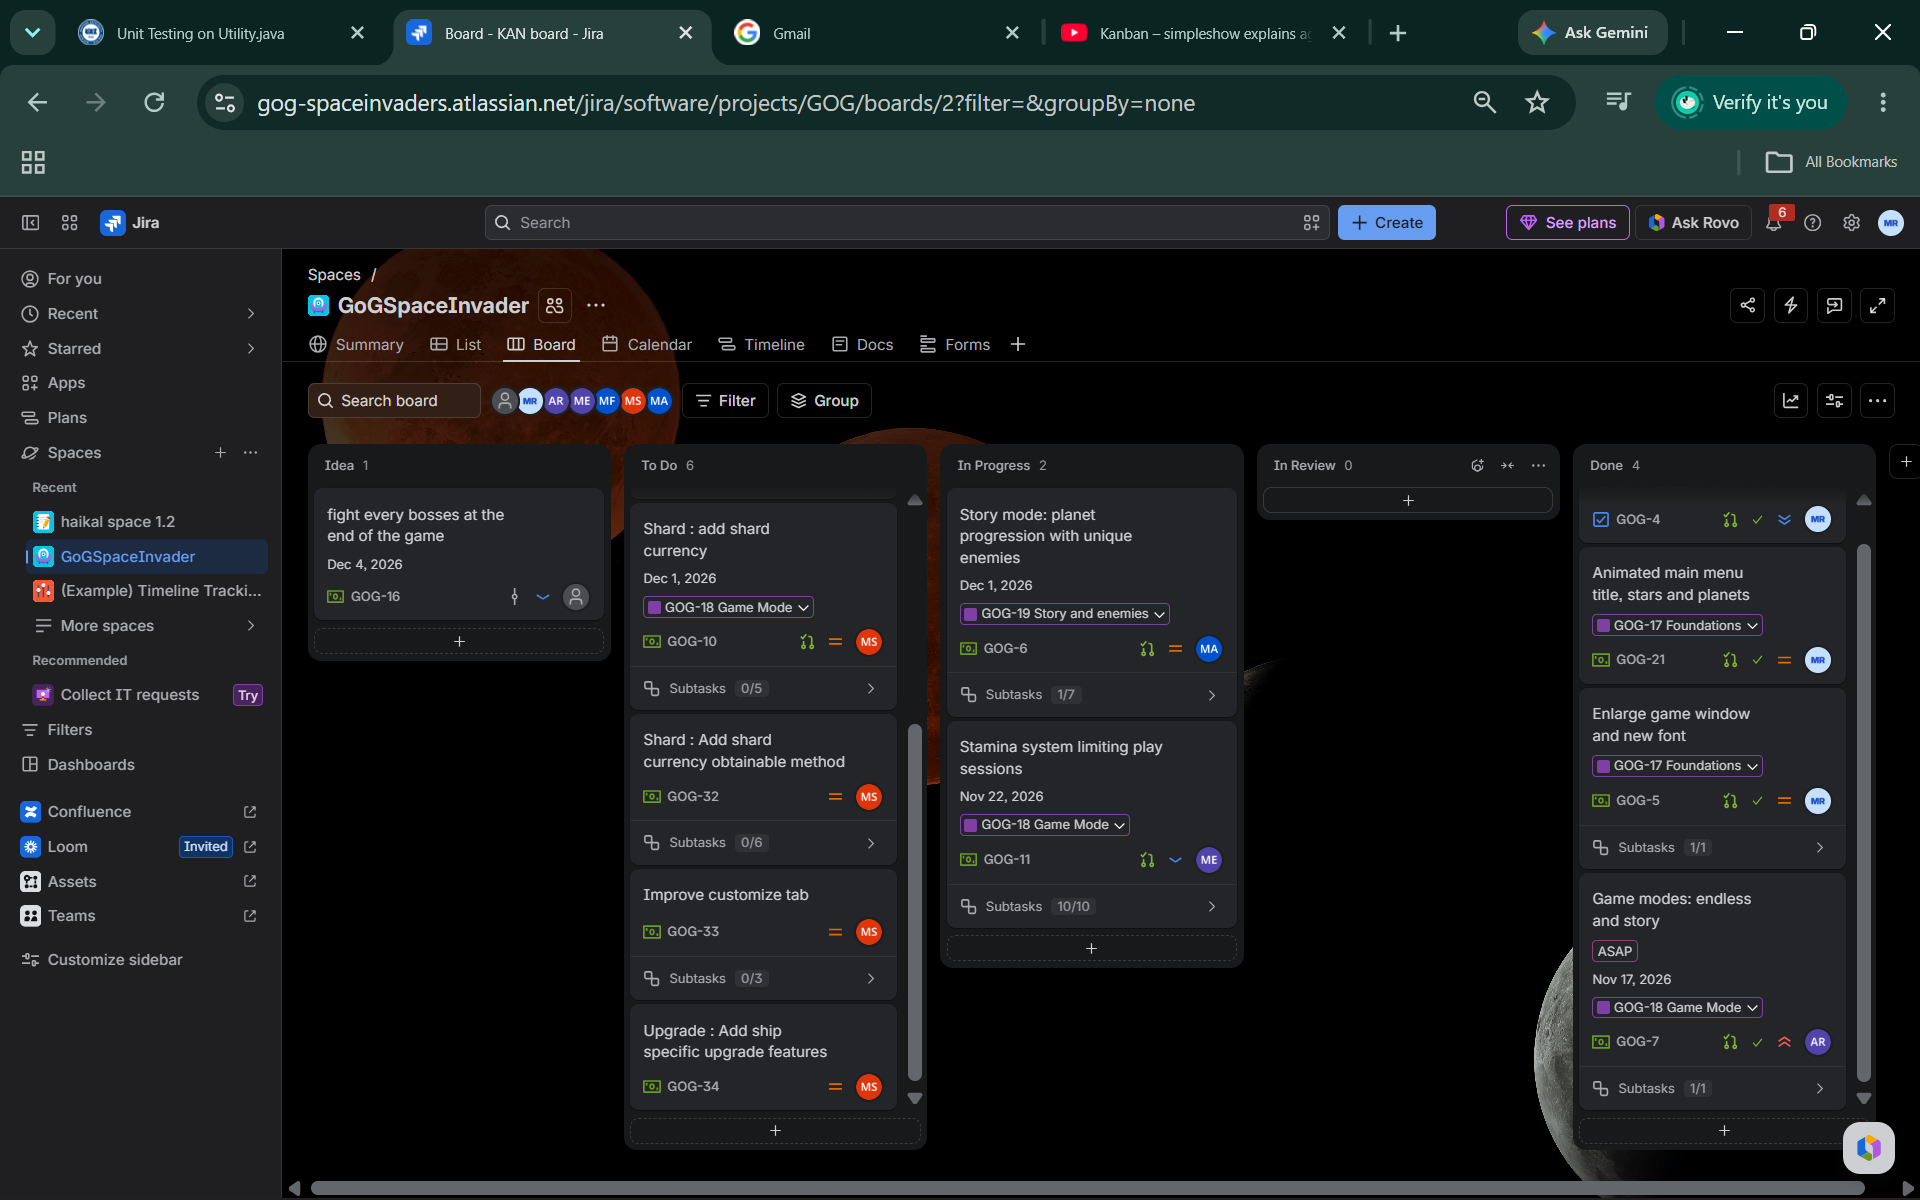 Unit Testing on Utility.java
Board - KAN board - Jira
Gmail
Kanban – simpleshow explains
Ask Gemini
gog-spaceinvaders.atlassian.net/jira/software/projects/GOG/boards/2?filter=&groupBy=none
Verify it's you
All Bookmarks
Jira
Search
Create
See plans
Ask Rovo
6
MR
For you
Recent
Starred
Apps
Plans
Spaces
Recent
haikal space 1.2
GoGSpaceInvader
(Example) Timeline Tracki...
More spaces
Recommended
Collect IT requests
Try
Filters
Dashboards
Confluence
Loom
Invited
Assets
Teams
Customize sidebar
Spaces /
GoGSpaceInvader
Summary
List
Board
Calendar
Timeline
Docs
Forms
Search board
MR
AR
ME
MF
MS
MA
Filter
Group
Idea 1
fight every bosses at the
end of the game
Dec 4, 2026
GOG-16
To Do 6
Shard : add shard
currency
Dec 1, 2026
GOG-18 Game Mode
GOG-10
MS
Subtasks 0/5
Shard : Add shard
currency obtainable method
GOG-32
MS
Subtasks 0/6
Improve customize tab
GOG-33
MS
Subtasks 0/3
Upgrade : Add ship
specific upgrade features
GOG-34
MS
In Progress 2
Story mode: planet
progression with unique
enemies
Dec 1, 2026
GOG-19 Story and enemies
GOG-6
MA
Subtasks 1/7
Stamina system limiting play
sessions
Nov 22, 2026
GOG-18 Game Mode
GOG-11
ME
Subtasks 10/10
In Review 0
Done 4
GOG-4
MR
Animated main menu
title, stars and planets
GOG-17 Foundations
GOG-21
MR
Enlarge game window
and new font
GOG-17 Foundations
GOG-5
MR
Subtasks 1/1
Game modes: endless
and story
ASAP
Nov 17, 2026
GOG-18 Game Mode
GOG-7
AR
Subtasks 1/1